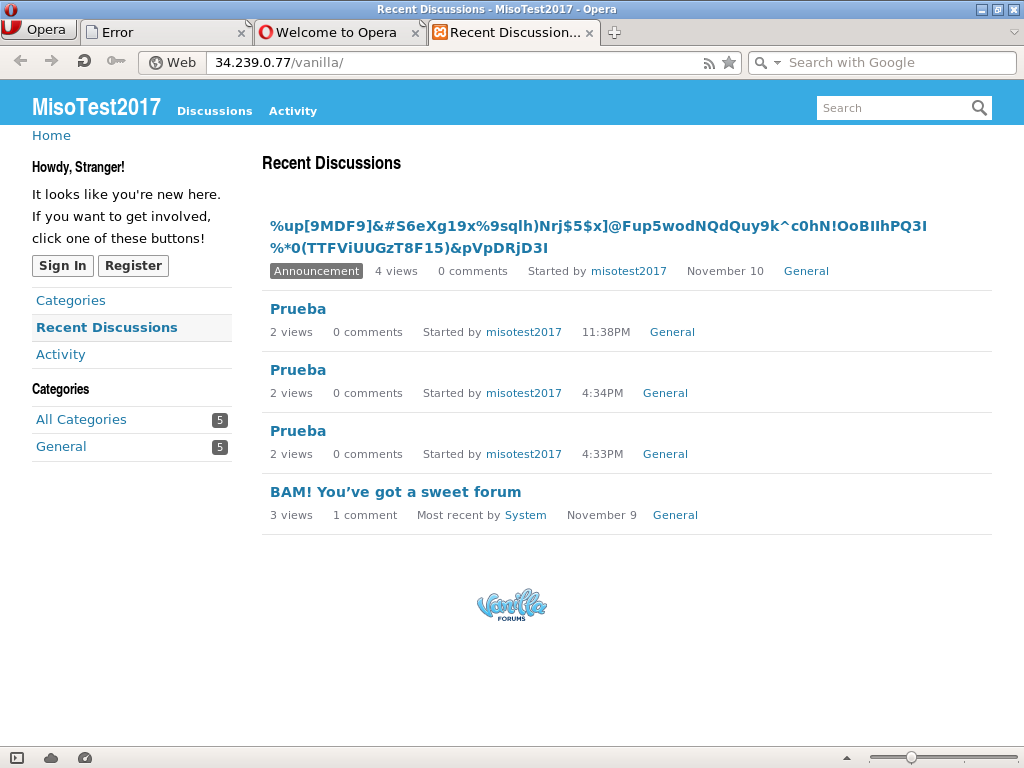 Recent Discussions - MisoTest2017 - Opera
Opera
Error
Welcome to Opera
Recent Discussion...
Web
34.239.0.77/vanilla/
Search with Google
MisoTest2017
Discussions
Activity
Search
Home
Howdy, Stranger!
It looks like you're new here.
If you want to get involved,
click one of these buttons!
Sign In
Register
Categories
Recent Discussions
Activity
Categories
All Categories 5
General 5
Recent Discussions
%up[9MDF9]&#S6eXg19x%9sqlh)Nrj$5$x]@Fup5wodNQdQuy9k^c0hN!OoBIIhPQ3I
%*0(TTFViUUGzT8F15)&pVpDRjD3I
Announcement 4 views 0 comments Started by misotest2017 November 10 General
Prueba
2 views 0 comments Started by misotest2017 11:38PM General
Prueba
2 views 0 comments Started by misotest2017 4:34PM General
Prueba
2 views 0 comments Started by misotest2017 4:33PM General
BAM! You’ve got a sweet forum
3 views 1 comment Most recent by System November 9 General
Vanilla
FORUMS